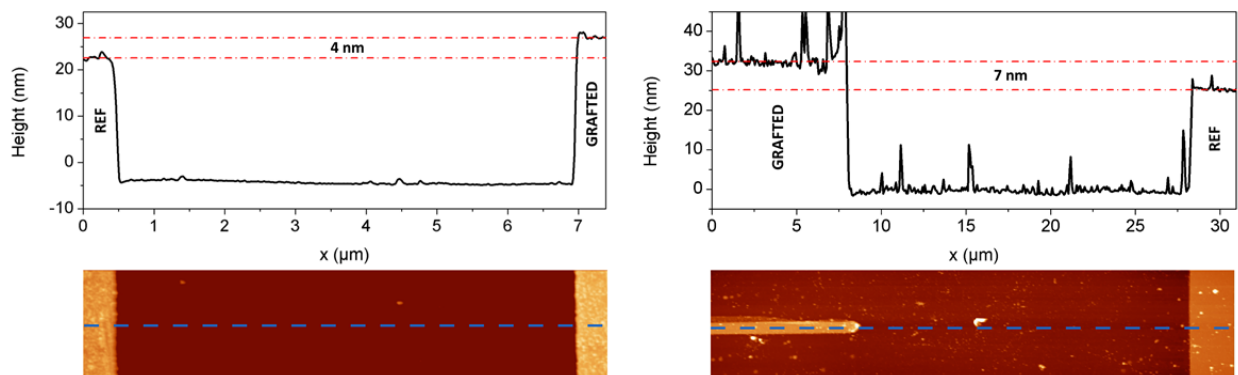 Height (nm)
30
20
10
0
-10
4 nm
REF
GRAFTED
0 1 2 3 4 5 6 7
x (μm)
Height (nm)
40
30
20
10
0
7 nm
GRAFTED
REF
0 5 10 15 20 25 30
x (μm)